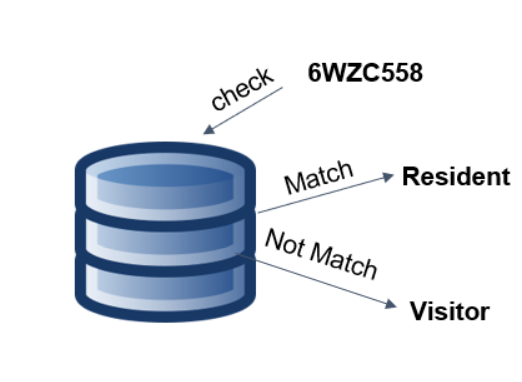 6WZC558
check
Match
Resident
Not Match
Visitor